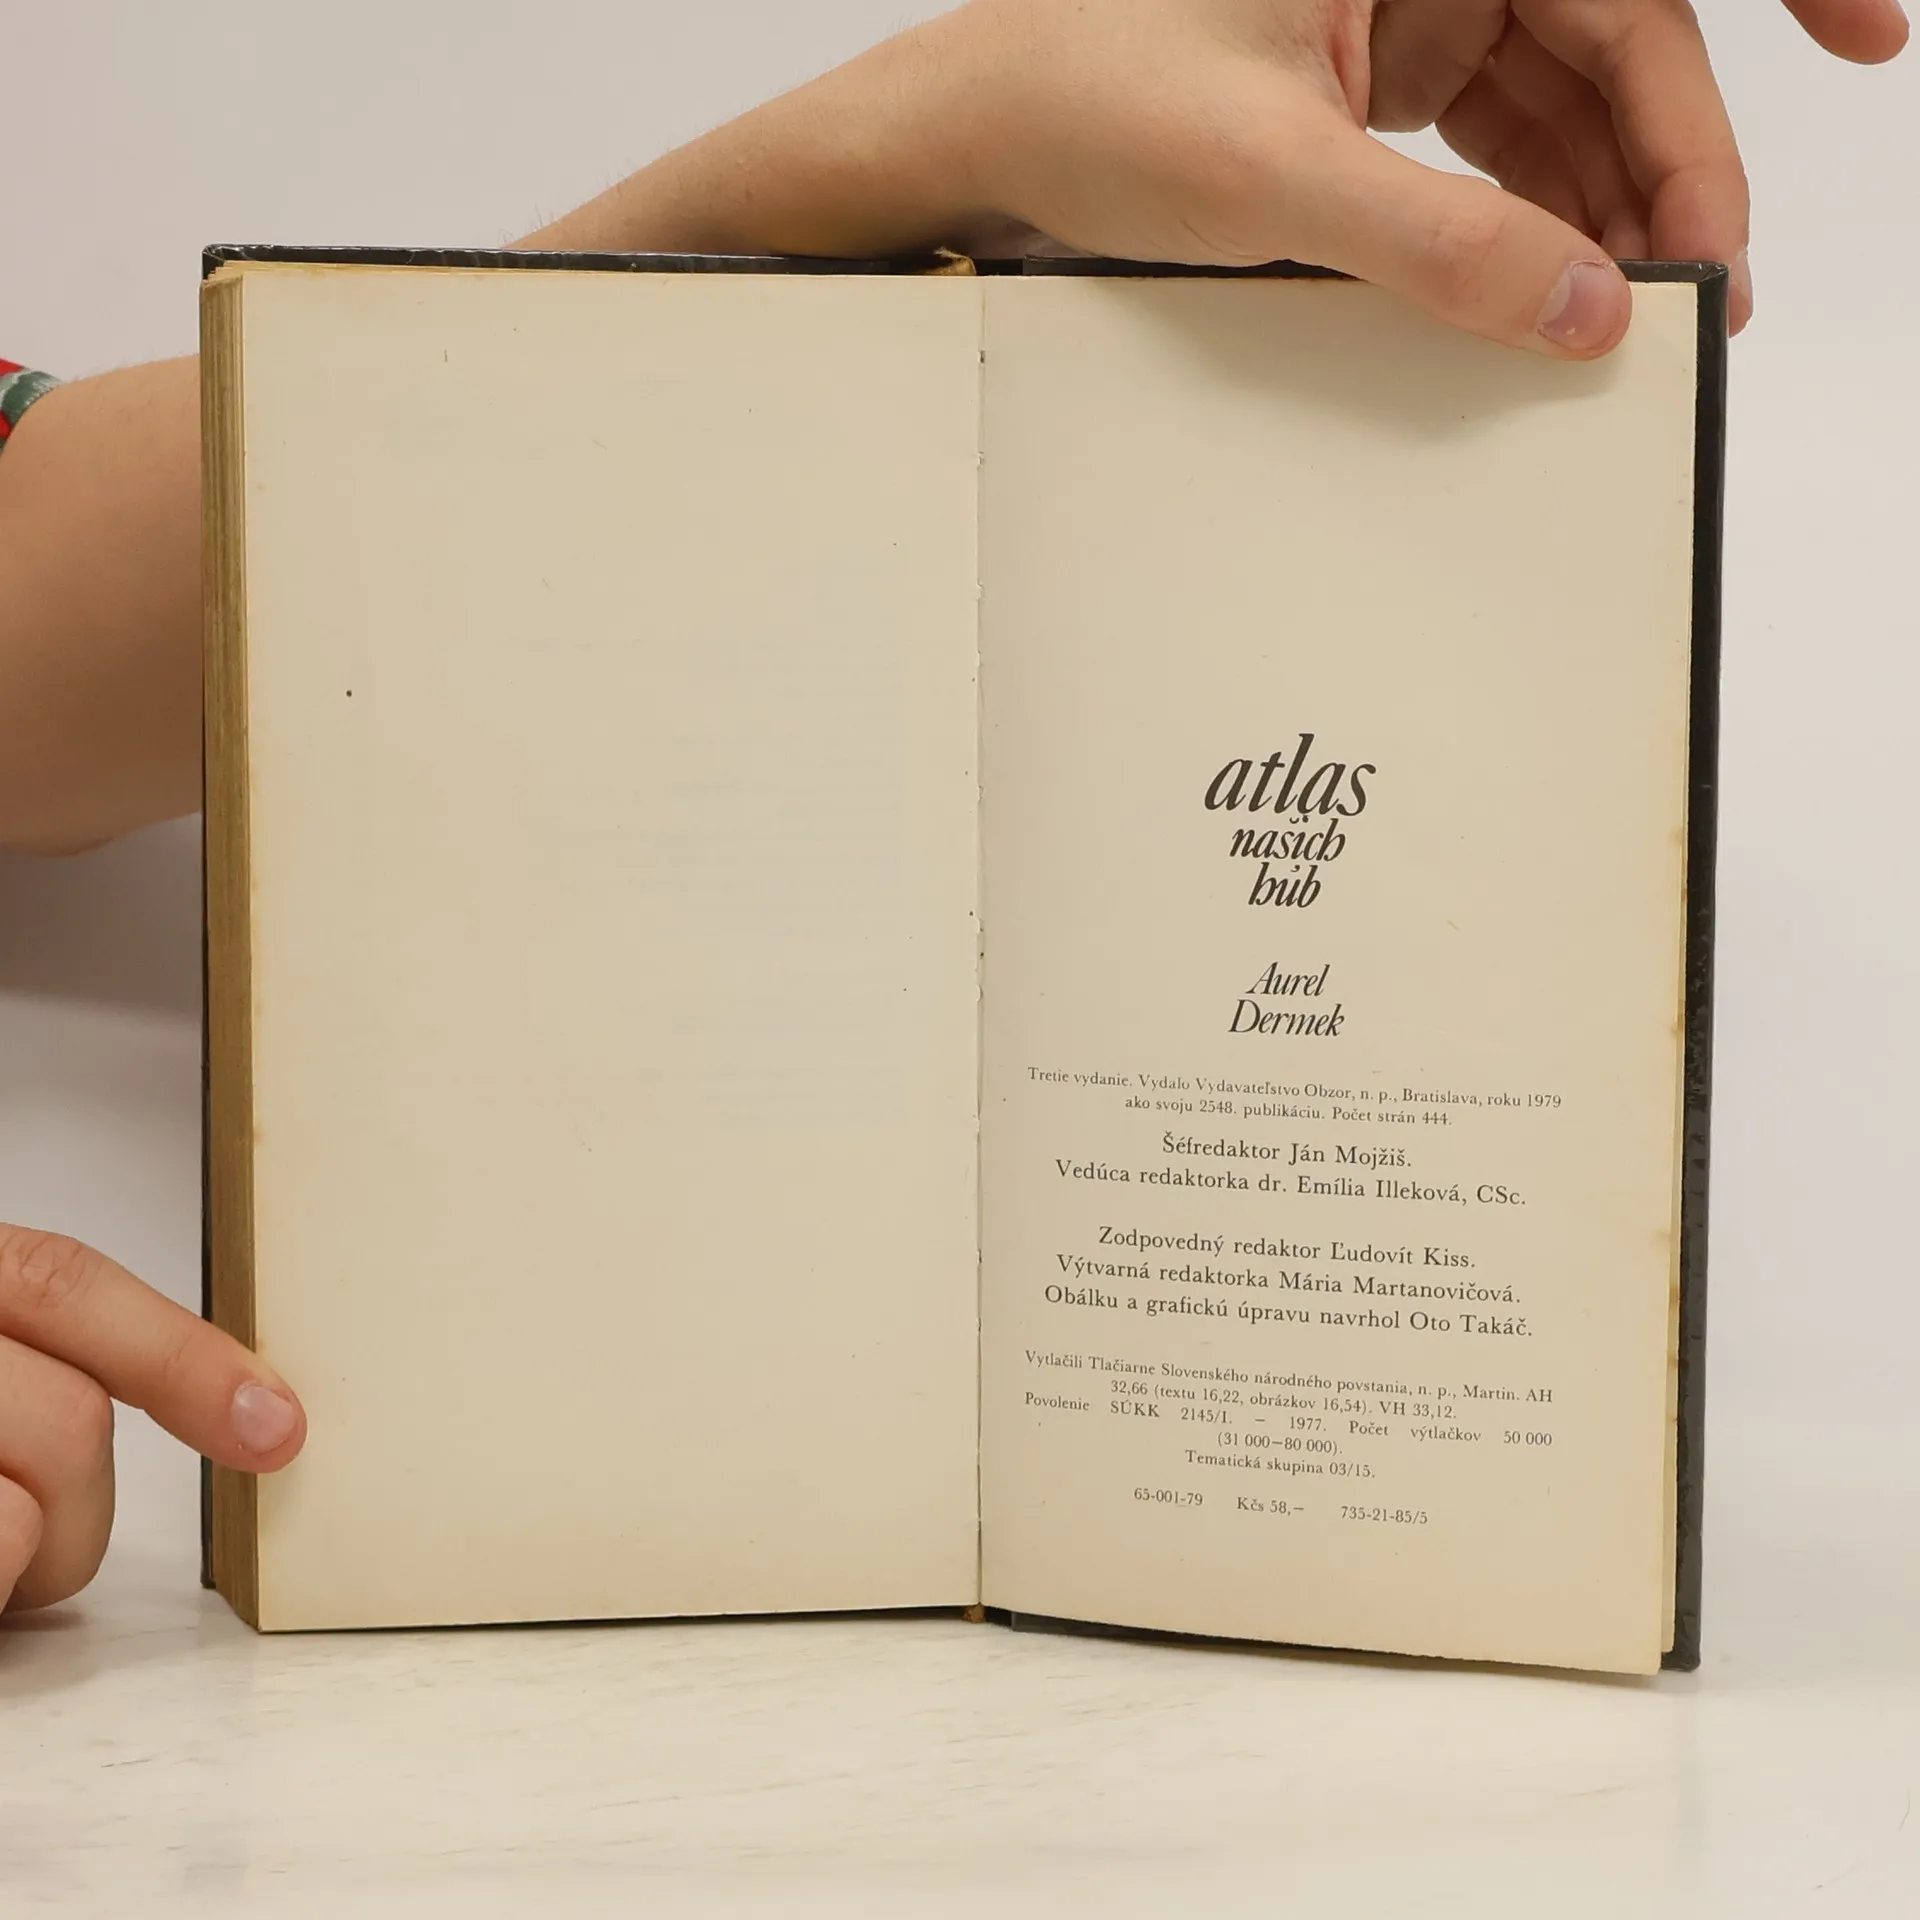 atlas
našich
húb
Aurel
Dermek
Tretie vydanie. Vydalo Vydavateľstvo Obzor, n. p., Bratislava, roku 1979
ako svoju 2548. publikáciu. Počet strán 444.
Šéfredaktor Ján Mojžiš.
Vedúca redaktorka dr. Emília Illeková, CSc.
Zodpovedný redaktor Ľudovít Kiss.
Výtvarná redaktorka Mária Martanovičová.
Obálku a grafickú úpravu navrhol Oto Takáč.
Vytlačili Tlačiarne Slovenského národného povstania, n. p., Martin. AH
32,66 (textu 16,22, obrázkov 16,54). VH 33,12.
Povolenie SÚKK 2145/I. – 1977. Počet výtlačkov 50 000
(31 000—80 000).
Tematická skupina 03/15.
65-001-79 Kčs 58,— 735-21-85/5